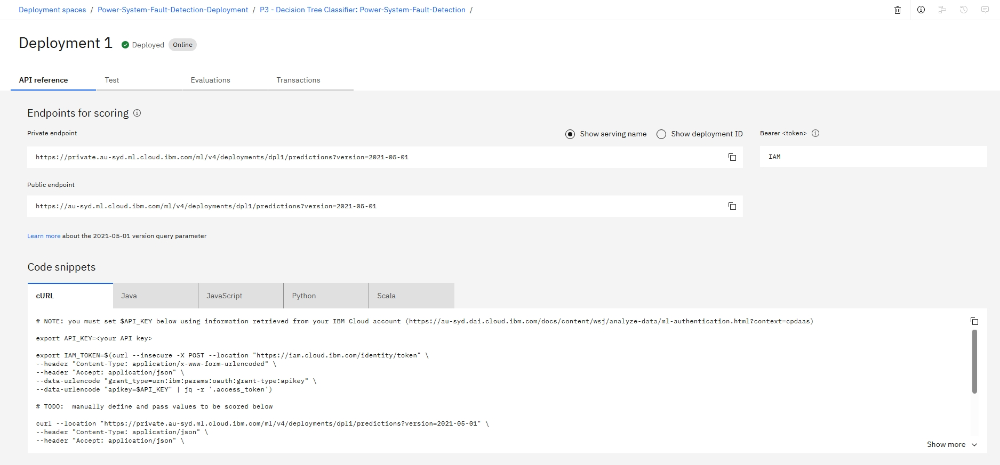 Deployment spaces / Power-System-Fault-Detection-Deployment / P3 - Decision Tree Classifier: Power-System-Fault-Detection /
Deployment 1 Deployed Online
API reference Test Evaluations Transactions
Endpoints for scoring
Private endpoint Show serving name Show deployment ID Bearer <token>
https://private.au-syd.ml.cloud.ibm.com/ml/v4/deployments/dpl1/predictions?version=2021-05-01 IAM
Public endpoint
https://au-syd.ml.cloud.ibm.com/ml/v4/deployments/dpl1/predictions?version=2021-05-01
Learn more about the 2021-05-01 version query parameter
Code snippets
cURL Java JavaScript Python Scala
# NOTE: you must set $API_KEY below using information retrieved from your IBM Cloud account (https://au-syd.dai.cloud.ibm.com/docs/content/wsj/analyze-data/ml-authentication.html?context=cpdaas)
export API_KEY=<your API key>
export IAM_TOKEN=$(curl --insecure -X POST --location "https://iam.cloud.ibm.com/identity/token" \
--header "Content-Type: application/x-www-form-urlencoded" \
--header "Accept: application/json" \
--data-urlencode "grant_type=urn:ibm:params:oauth:grant-type:apikey" \
--data-urlencode "apikey=$API_KEY" | jq -r '.access_token')
# TODO:  manually define and pass values to be scored below
curl --location "https://private.au-syd.ml.cloud.ibm.com/ml/v4/deployments/dpl1/predictions?version=2021-05-01" \
--header "Content-Type: application/json" \
--header "Accept: application/json" \
Show more